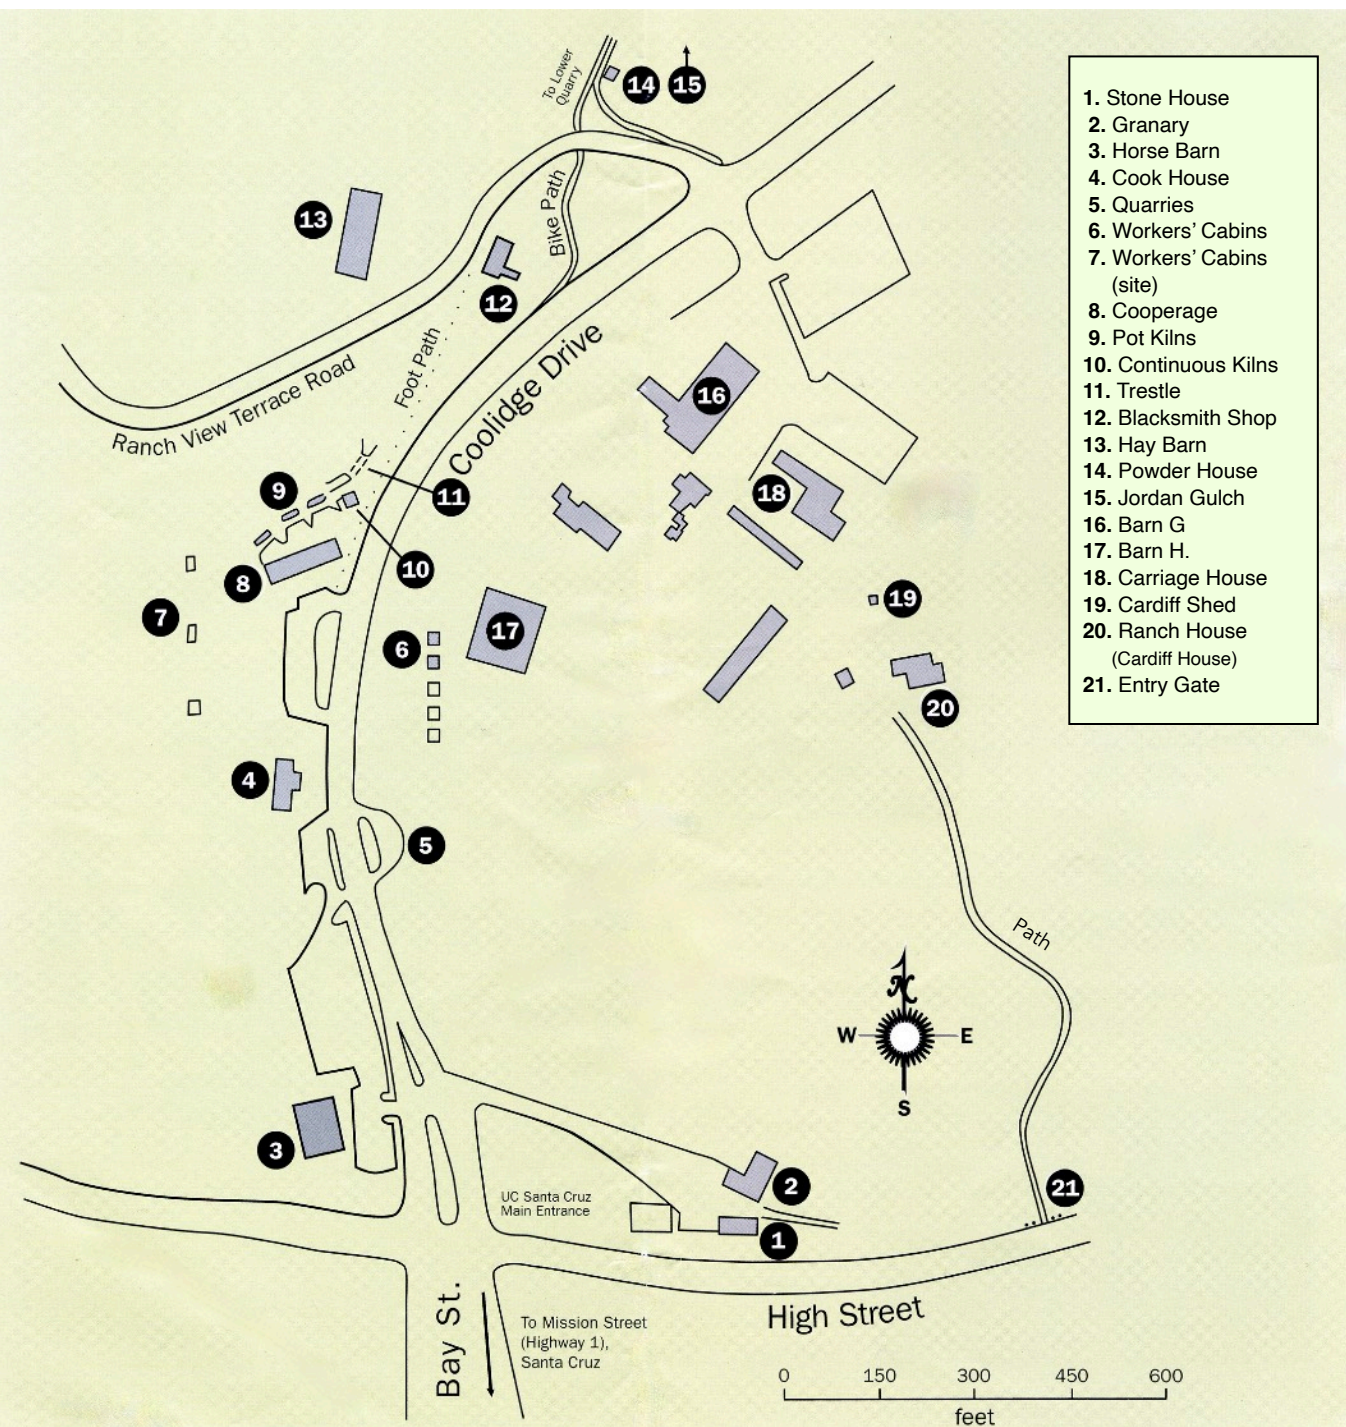 To Lower
Quarry
14
15
13
Bike Path
12
Foot Path
Ranch View Terrace Road
Coolidge Drive
16
9
11
18
10
8
7
19
17
6
20
4
5
Path
N
W
E
S
3
2
21
UC Santa Cruz
Main Entrance
1
High Street
Bay St.
To Mission Street
(Highway 1),
Santa Cruz
0 150 300 450 600
feet
1. Stone House
2. Granary
3. Horse Barn
4. Cook House
5. Quarries
6. Workers’ Cabins
7. Workers’ Cabins
(site)
8. Cooperage
9. Pot Kilns
10. Continuous Kilns
11. Trestle
12. Blacksmith Shop
13. Hay Barn
14. Powder House
15. Jordan Gulch
16. Barn G
17. Barn H.
18. Carriage House
19. Cardiff Shed
20. Ranch House
(Cardiff House)
21. Entry Gate